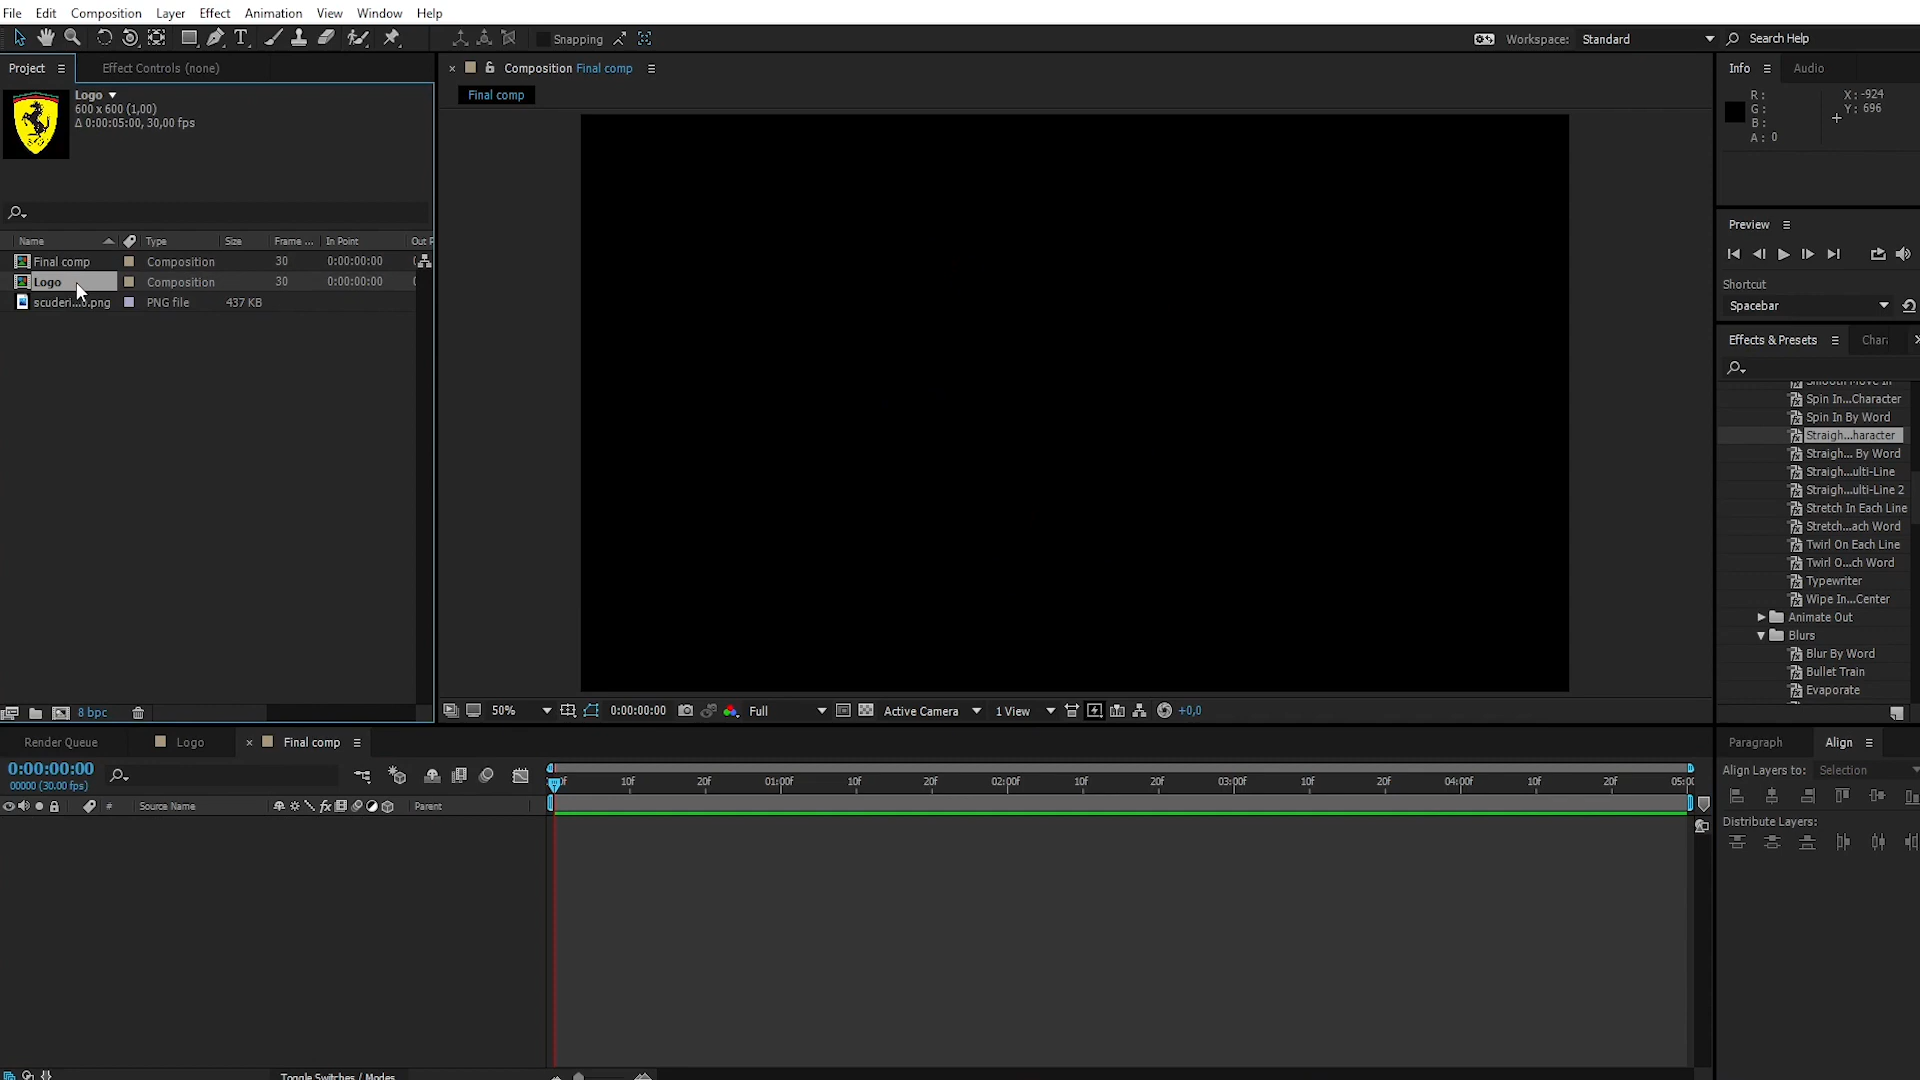 File Edit Composition Layer Effect Animation View Window Help
Snapping
Workspace: Standard
Search Help
Project
Effect Controls (none)
Logo
600 x 600 (1,00)
Δ 0:00:05:00, 30,00 fps
Name Type Size Frame ... In Point Out P
Final comp Composition 30 0:00:00:00
Logo Composition 30 0:00:00:00
scuderi...o.png PNG file 437 KB
8 bpc
Composition Final comp
Final comp
50% 0:00:00:00 Full Active Camera 1 View +0,0
Info Audio
R:
G:
B:
A: 0
X: -924
Y: 696
Preview
Shortcut
Spacebar
Effects & Presets
Smooth Move In
Spin In...Character
Spin In By Word
Straigh...haracter
Straigh... By Word
Straigh...ulti-Line
Straigh...ulti-Line 2
Stretch In Each Line
Stretch...ach Word
Twirl On Each Line
Twirl O...ch Word
Typewriter
Wipe In...Center
Animate Out
Blurs
Blur By Word
Bullet Train
Evaporate
Render Queue Logo Final comp
0:00:00:00
00000 (30.00 fps)
# Source Name Parent
10f 20f 01:00f 10f 20f 02:00f 10f 20f 03:00f 10f 20f 04:00f 10f 20f
Toggle Switches / Modes
Paragraph Align
Align Layers to: Selection
Distribute Layers: